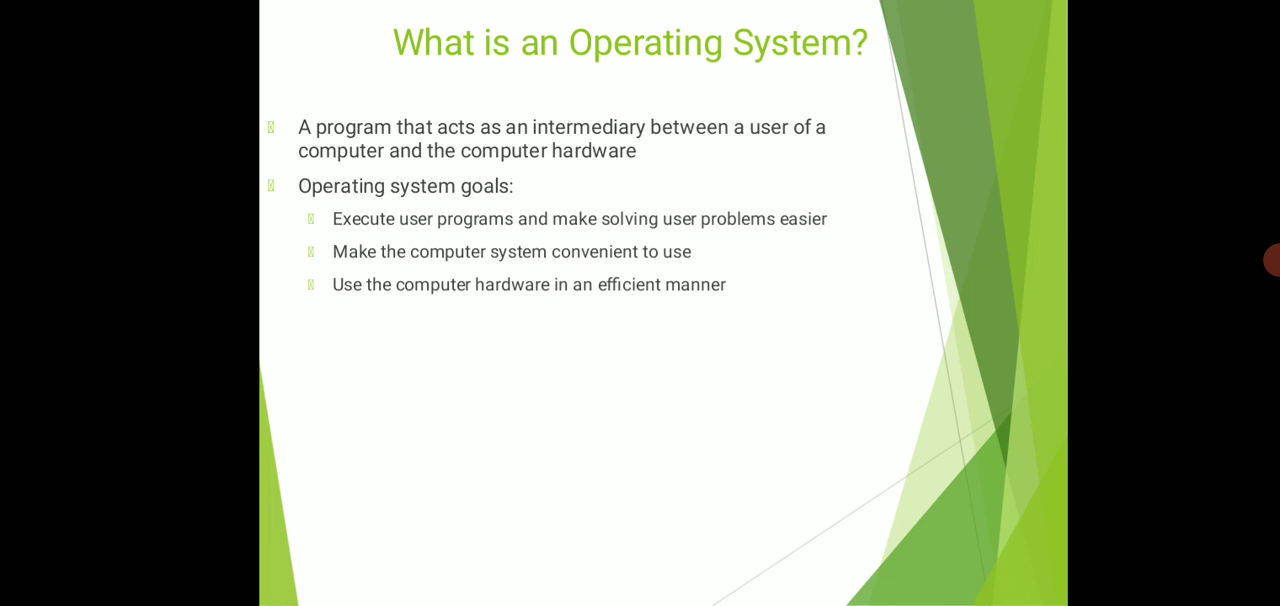 What is an Operating System?
A program that acts as an intermediary between a user of a
computer and the computer hardware
Operating system goals:
Execute user programs and make solving user problems easier
Make the computer system convenient to use
Use the computer hardware in an efficient manner